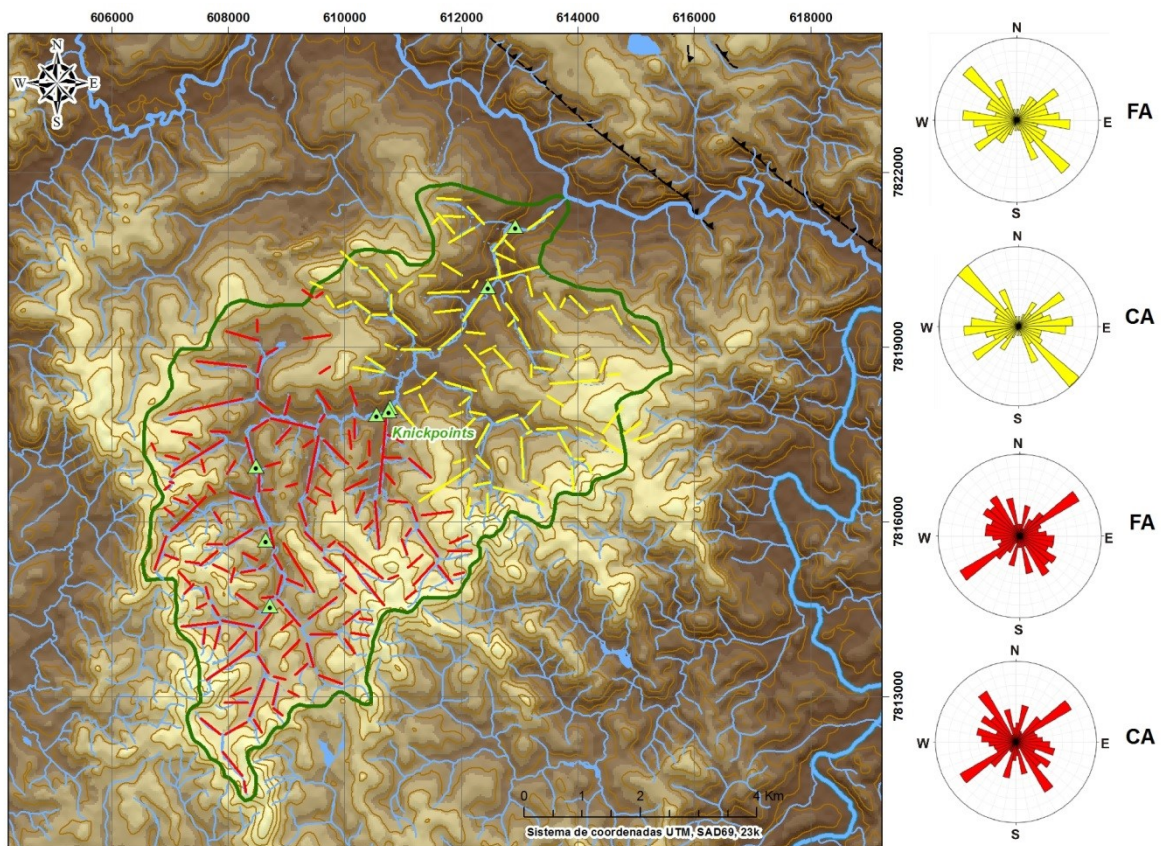 606000 608000 610000 612000 614000 616000 618000
N
W E
S
7822000
7819000
7816000
7813000
Knickpoints
0 2 4 Km
Sistema de coordenadas UTM, SAD69, 23k
N
W E FA
S
N
W E CA
S
N
W E FA
S
N
W E CA
S